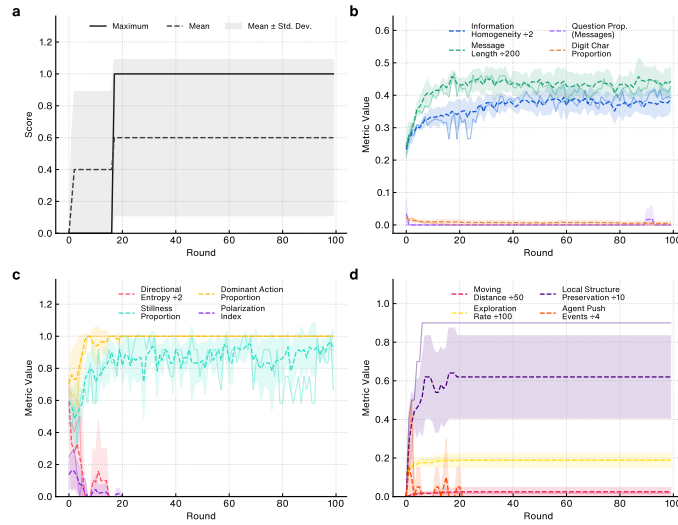 a
Maximum
Mean
Mean ± Std. Dev.
Score
1.2
1.0
0.8
0.6
0.4
0.2
0.0
0
20
40
60
80
100
Round
b
Information
Homogeneity ÷2
Message
Length ÷200
Question Prop.
(Messages)
Digit Char
Proportion
Metric Value
0.6
0.5
0.4
0.3
0.2
0.1
0.0
0
20
40
60
80
100
Round
c
Directional
Entropy ÷2
Stillness
Proportion
Dominant Action
Proportion
Polarization
Index
Metric Value
1.2
1.0
0.8
0.6
0.4
0.2
0.0
0
20
40
60
80
100
Round
d
Moving
Distance ÷50
Exploration
Rate ÷100
Local Structure
Preservation ÷10
Agent Push
Events ÷4
Metric Value
1.0
0.8
0.6
0.4
0.2
0.0
0
20
40
60
80
100
Round